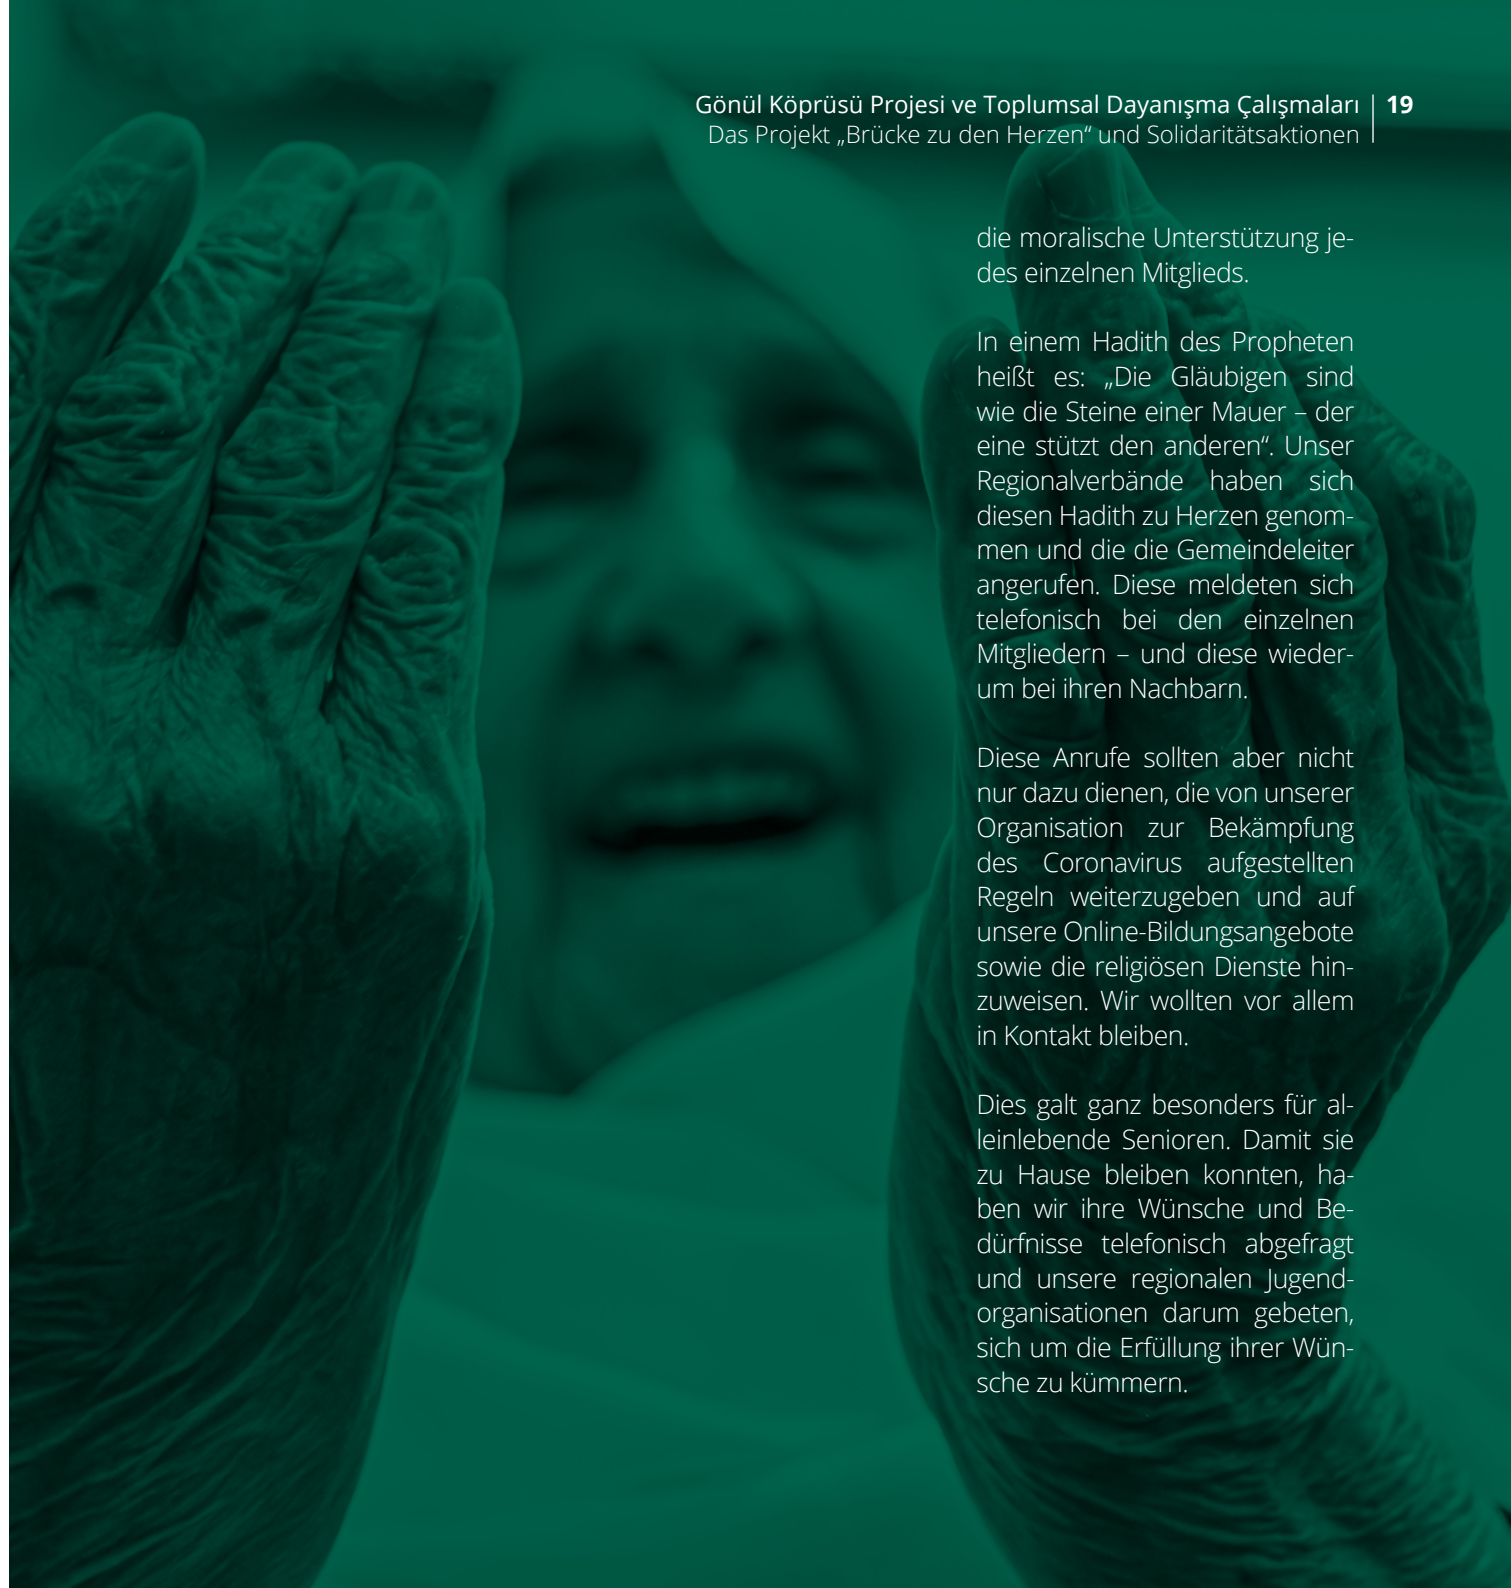 Gönül Köprüsü Projesi ve Toplumsal Dayanışma Çalışmaları 19
Das Projekt „Brücke zu den Herzen“ und Solidaritätsaktionen
die moralische Unterstützung je-
des einzelnen Mitglieds.
In einem Hadith des Propheten
heißt es: „Die Gläubigen sind
wie die Steine einer Mauer – der
eine stützt den anderen“. Unser
Regionalverbände haben sich
diesen Hadith zu Herzen genom-
men und die die Gemeindeleiter
angerufen. Diese meldeten sich
telefonisch bei den einzelnen
Mitgliedern – und diese wieder-
um bei ihren Nachbarn.
Diese Anrufe sollten aber nicht
nur dazu dienen, die von unserer
Organisation zur Bekämpfung
des Coronavirus aufgestellten
Regeln weiterzugeben und auf
unsere Online-Bildungsangebote
sowie die religiösen Dienste hin-
zuweisen. Wir wollten vor allem
in Kontakt bleiben.
Dies galt ganz besonders für al-
leinlebende Senioren. Damit sie
zu Hause bleiben konnten, ha-
ben wir ihre Wünsche und Be-
dürfnisse telefonisch abgefragt
und unsere regionalen Jugend-
organisationen darum gebeten,
sich um die Erfüllung ihrer Wün-
sche zu kümmern.